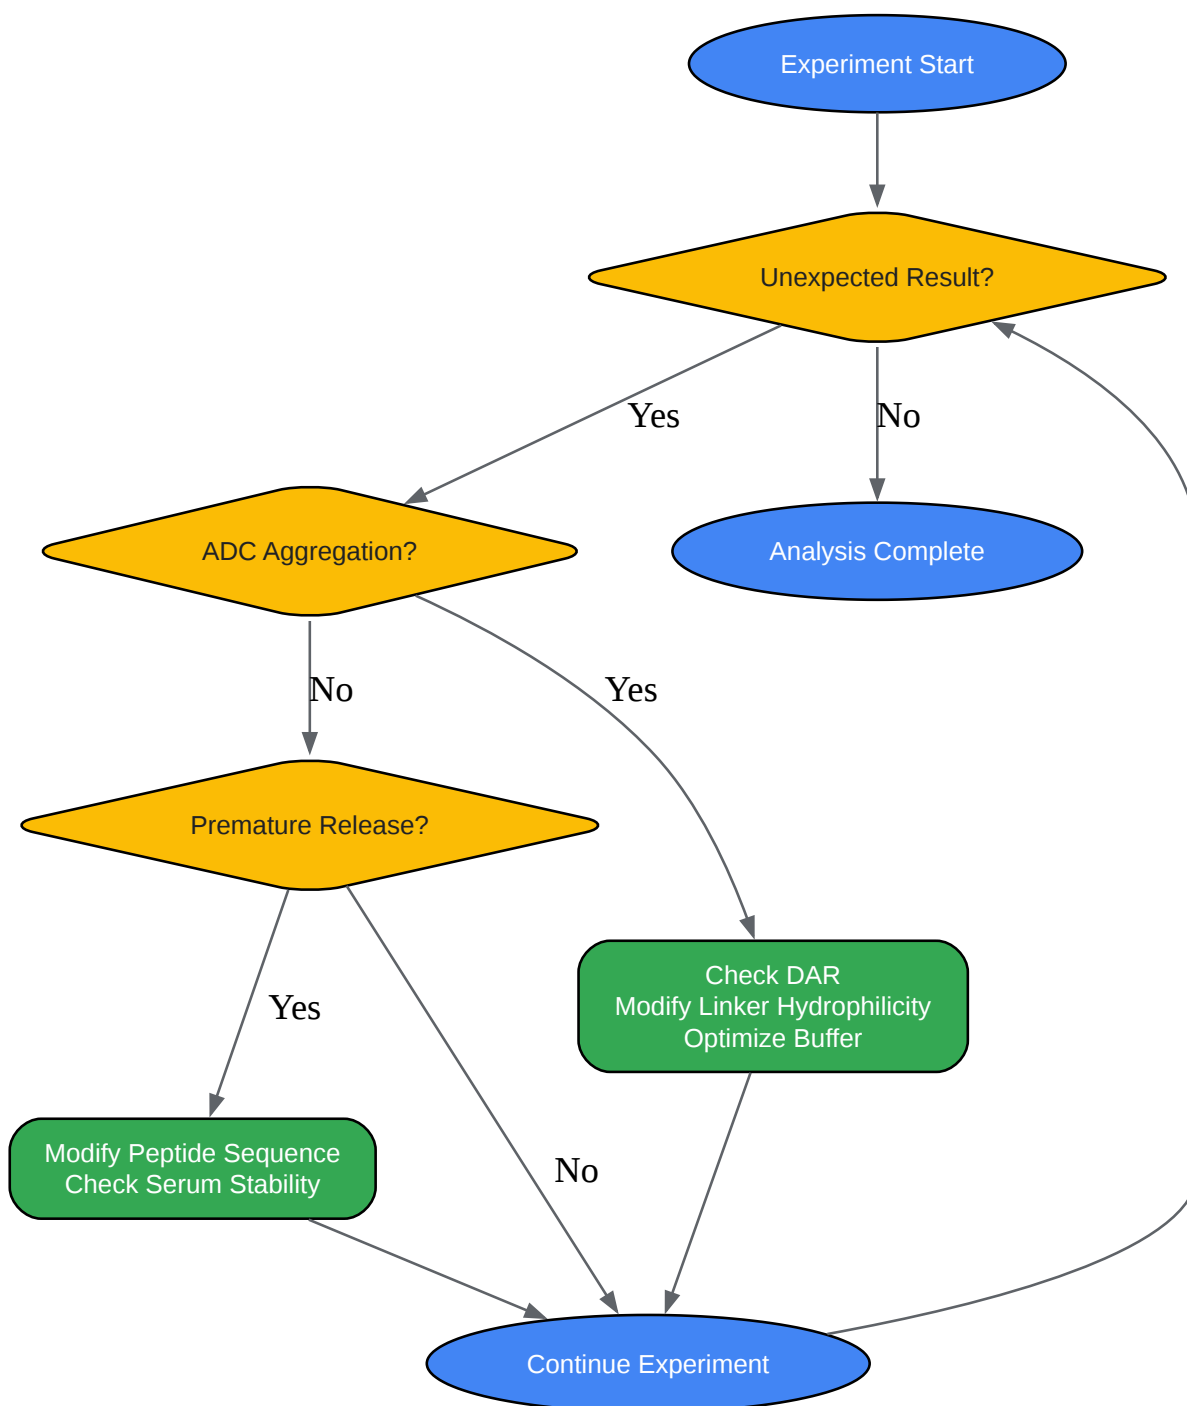 Experiment Start
Unexpected Result?
Yes
No
ADC Aggregation?
Analysis Complete
No
Yes
Premature Release?
Check DAR
Modify Linker Hydrophilicity
Optimize Buffer
Yes
Modify Peptide Sequence
Check Serum Stability
No
Continue Experiment